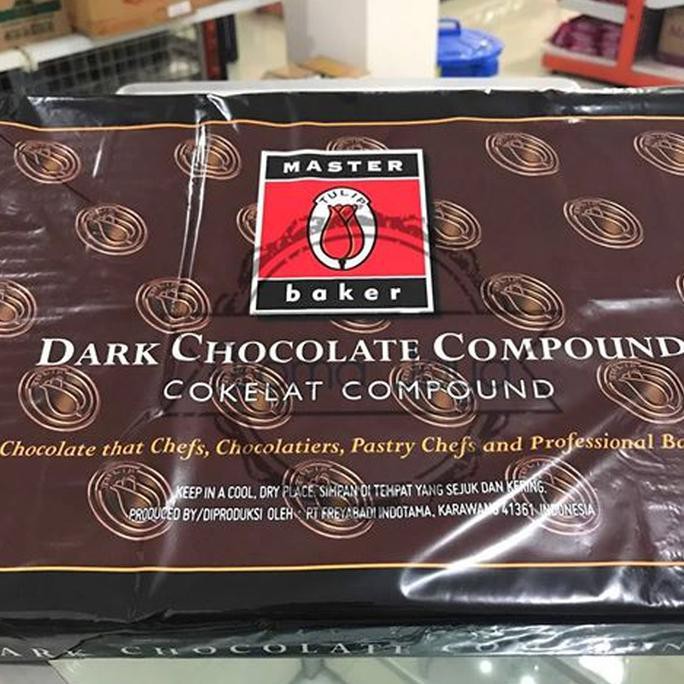 MASTER
TULIP
baker
DARK CHOCOLATE COMPOUND
COKELAT COMPOUND
Chocolate that Chefs, Chocolatiers, Pastry Chefs and Professional Ba
KEEP IN A COOL, DRY PLACE. SIMPAN DI TEMPAT YANG SEJUK DAN KERING.
PRODUCED BY/DIPRODUKSI OLEH : PT FREYABADI INDOTAMA, KARAWANG 41361 INDONESIA
ARK CHOCOLATE COMPOUN